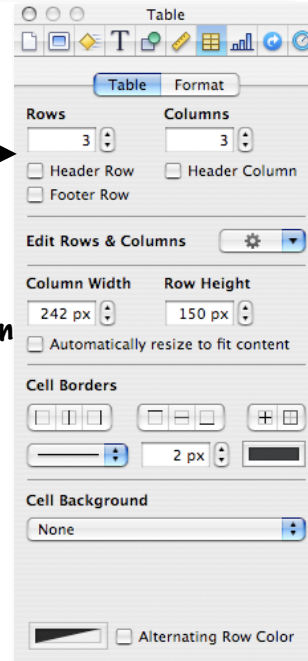 Table
T
Table Format
Rows Columns
3 3
Header Row Header Column
Footer Row
Edit Rows & Columns
Column Width Row Height
242 px 150 px
n
Automatically resize to fit content
Cell Borders
2 px
Cell Background
None
Alternating Row Color